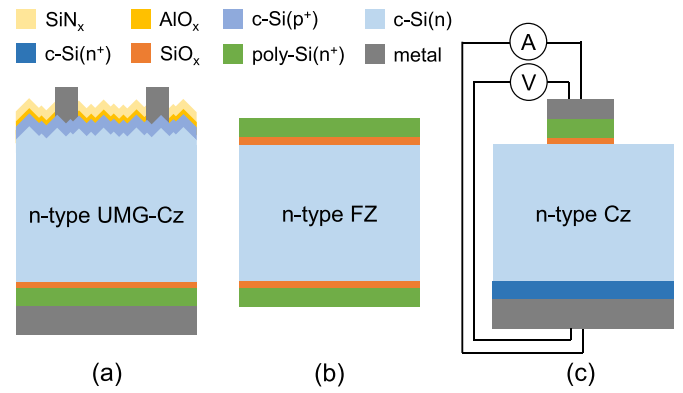 SiNₓ AlOₓ c-Si(p⁺) c-Si(n)
c-Si(n⁺) SiOₓ poly-Si(n⁺) metal
A
V
n-type UMG-Cz n-type FZ n-type Cz
(a) (b) (c)